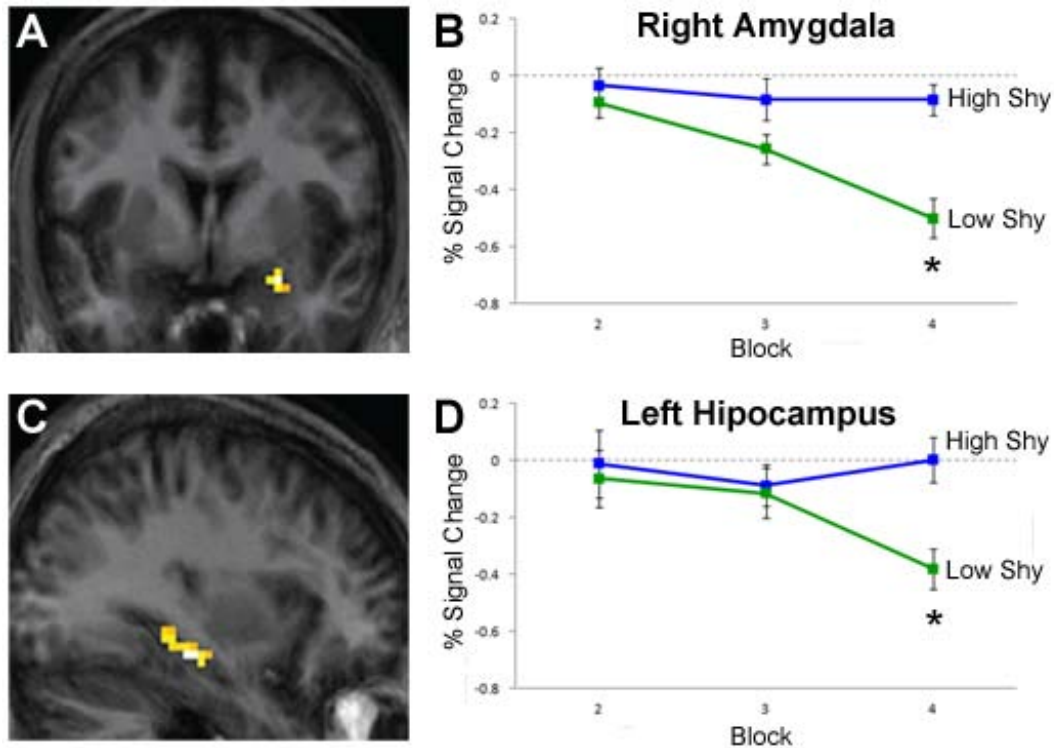 A
B
Right Amygdala
% Signal Change
0.2
0
-0.2
-0.4
-0.6
-0.8
High Shy
Low Shy
*
2 3 4
Block
C
D
Left Hipocampus
% Signal Change
0.2
0
-0.2
-0.4
-0.6
-0.8
High Shy
Low Shy
*
2 3 4
Block